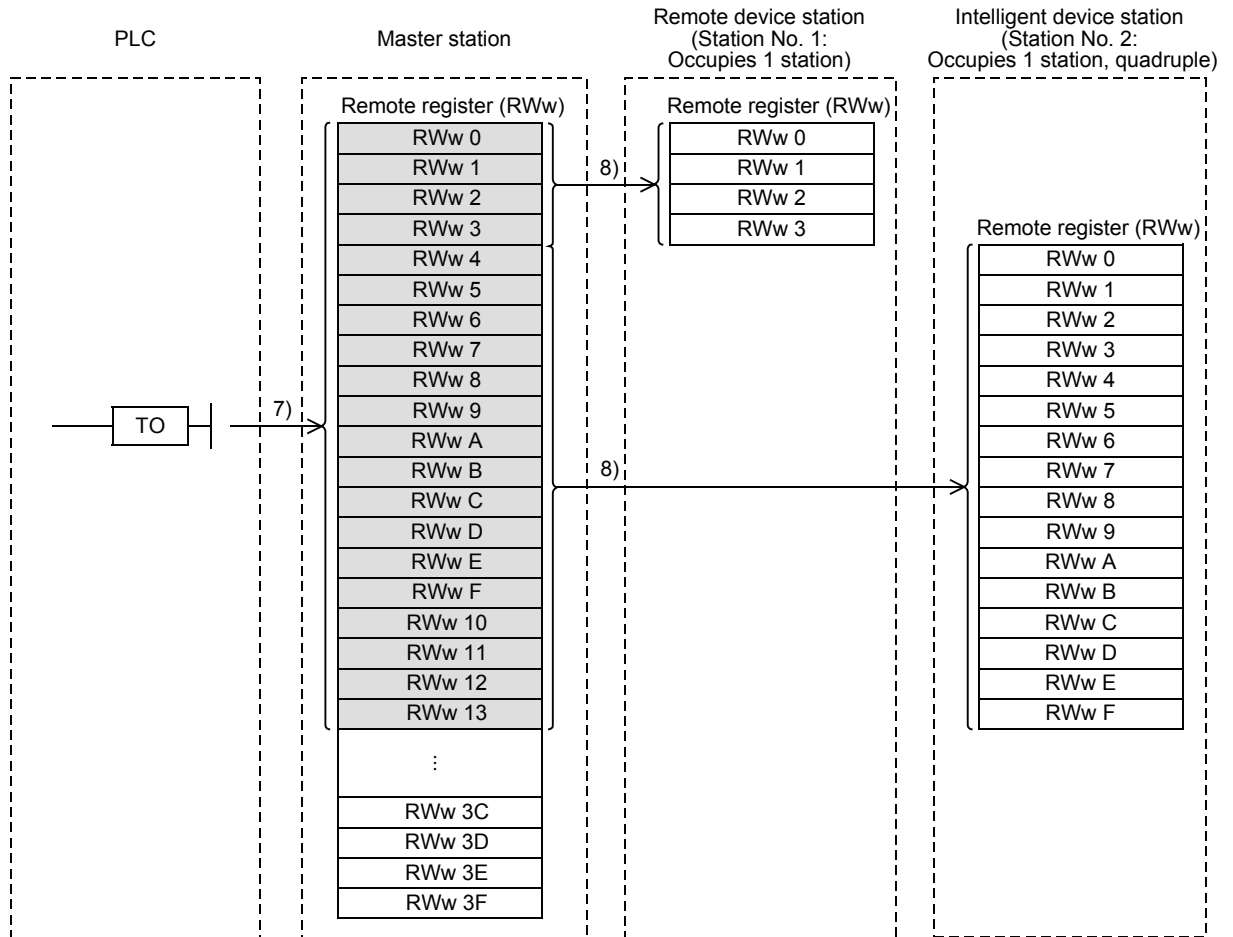 PLC
Master station
Remote device station
(Station No. 1:
Occupies 1 station)
Intelligent device station
(Station No. 2:
Occupies 1 station, quadruple)
TO
7)
Remote register (RWw)
RWw 0
RWw 1
RWw 2
RWw 3
RWw 4
RWw 5
RWw 6
RWw 7
RWw 8
RWw 9
RWw A
RWw B
RWw C
RWw D
RWw E
RWw F
RWw 10
RWw 11
RWw 12
RWw 13
...
RWw 3C
RWw 3D
RWw 3E
RWw 3F
8)
8)
Remote register (RWw)
RWw 0
RWw 1
RWw 2
RWw 3
Remote register (RWw)
RWw 0
RWw 1
RWw 2
RWw 3
RWw 4
RWw 5
RWw 6
RWw 7
RWw 8
RWw 9
RWw A
RWw B
RWw C
RWw D
RWw E
RWw F